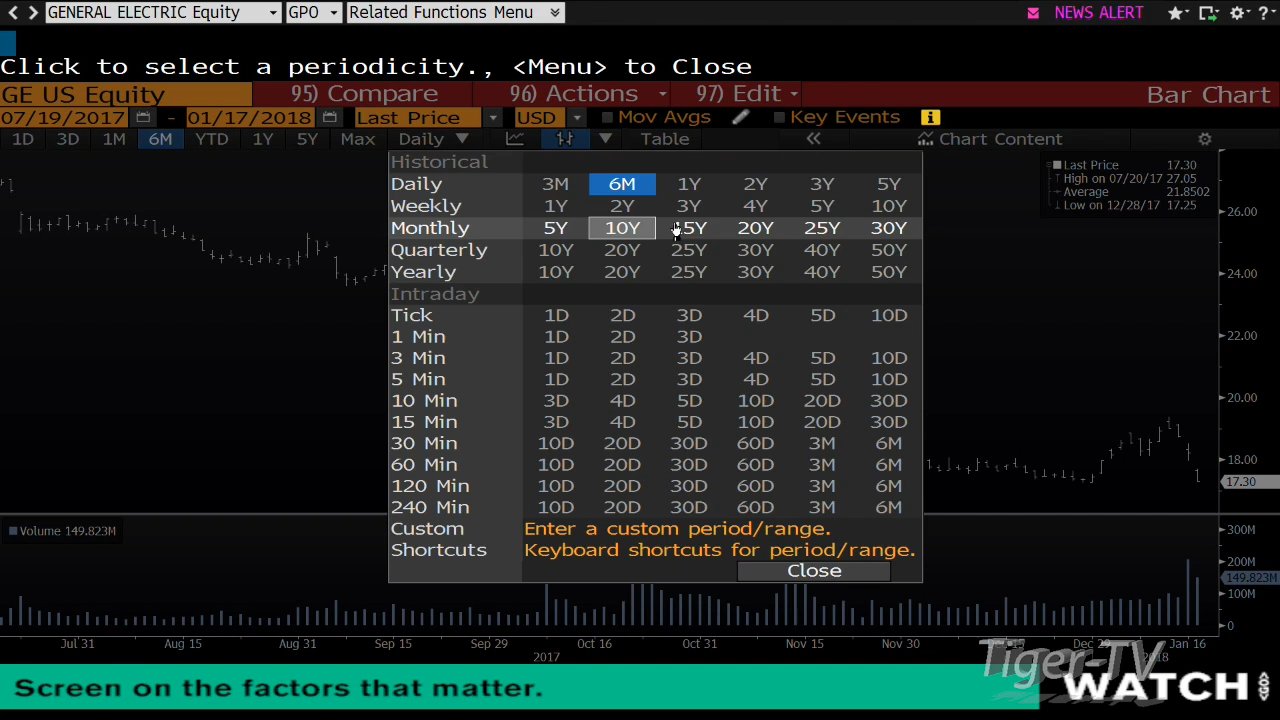 GENERAL ELECTRIC Equity GPO Related Functions Menu NEWS ALERT ?
Click to select a periodicity., <Menu> to Close
GE US Equity 95) Compare 96) Actions 97) Edit Bar Chart
07/19/2017 - 01/17/2018 Last Price USD Mov Avgs Key Events
1D 3D 1M 6M YTD 1Y 5Y Max Daily Table Chart Content
Historical
Daily 3M 6M 1Y 2Y 3Y 5Y
Weekly 1Y 2Y 3Y 4Y 5Y 10Y
Monthly 5Y 10Y 5Y 20Y 25Y 30Y
Quarterly 10Y 20Y 25Y 30Y 40Y 50Y
Yearly 10Y 20Y 25Y 30Y 40Y 50Y
Intraday
Tick 1D 2D 3D 4D 5D 10D
1 Min 1D 2D 3D
3 Min 1D 2D 3D 4D 5D 10D
5 Min 1D 2D 3D 4D 5D 10D
10 Min 3D 4D 5D 10D 20D 30D
15 Min 3D 4D 5D 10D 20D 30D
30 Min 10D 20D 30D 60D 3M 6M
60 Min 10D 20D 30D 60D 3M 6M
120 Min 10D 20D 30D 60D 3M 6M
240 Min 10D 20D 30D 60D 3M 6M
Custom Enter a custom period/range.
Shortcuts Keyboard shortcuts for period/range.
Close
Last Price 17.30
High on 07/20/17 27.05
Average 21.8502
Low on 12/28/17 17.25
26.00
24.00
22.00
20.00
18.00
17.30
Volume 149.823M
300M
200M
149.823M
100M
0
Jul 31 Aug 15 Aug 31 Sep 15 Sep 29 Oct 16 Oct 31 Nov 15 Nov 30 Jan 16
2017 2018
Tiger-TV
Screen on the factors that matter. WATCH